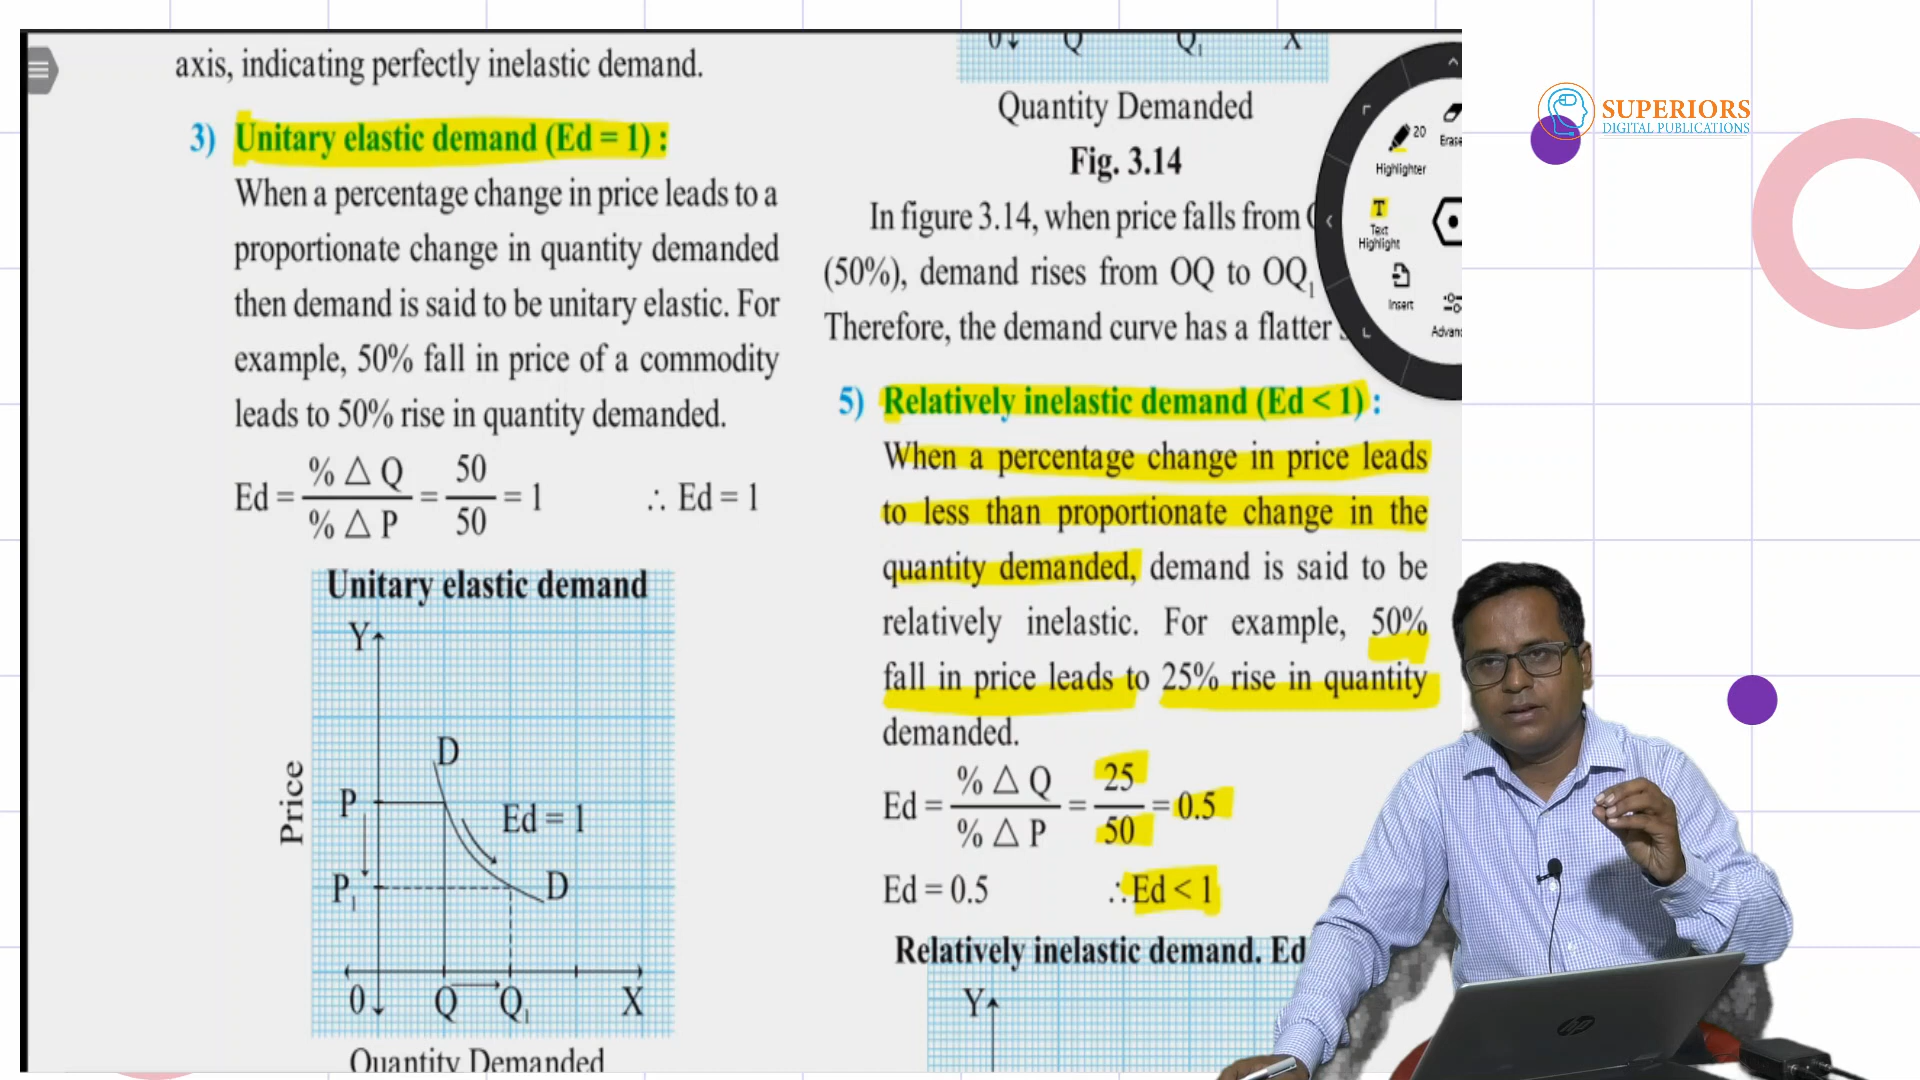 axis, indicating perfectly inelastic demand.
3) Unitary elastic demand (Ed = 1) :
When a percentage change in price leads to a
proportionate change in quantity demanded
then demand is said to be unitary elastic. For
example, 50% fall in price of a commodity
leads to 50% rise in quantity demanded.
Ed = % △ Q / % △ P = 50 / 50 = 1 ∴ Ed = 1
Unitary elastic demand
Y
D
Price
P
Ed = 1
P₁
D
0 Q Q₁ X
Quantity Demanded
0 Q Q₁ X
Quantity Demanded
Fig. 3.14
In figure 3.14, when price falls from
(50%), demand rises from OQ to OQ₁
Therefore, the demand curve has a flatter
5) Relatively inelastic demand (Ed < 1) :
When a percentage change in price leads
to less than proportionate change in the
quantity demanded, demand is said to be
relatively inelastic. For example, 50%
fall in price leads to 25% rise in quantity
demanded.
Ed = % △ Q / % △ P = 25 / 50 = 0.5
Ed = 0.5 ∴ Ed < 1
Relatively inelastic demand. Ed
Y
20
Highlighter
Text
Highlight
Insert
SUPERIORS
DIGITAL PUBLICATIONS
hp